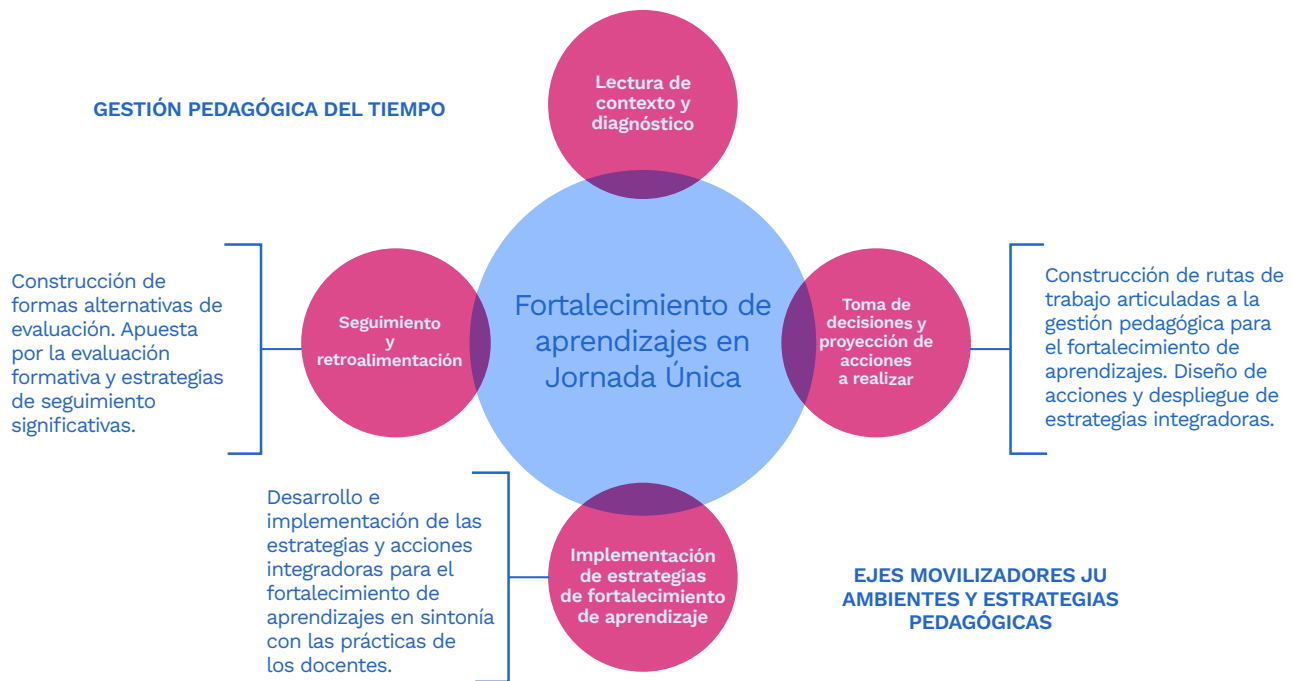 GESTIÓN PEDAGÓGICA DEL TIEMPO
Lectura de
contexto y
diagnóstico
Construcción de
formas alternativas de
evaluación. Apuesta
por la evaluación
formativa y estrategias
de seguimiento
significativas.
Seguimiento
y
retroalimentación
Fortalecimiento de
aprendizajes en
Jornada Única
Toma de
decisiones y
proyección de
acciones
a realizar
Construcción de rutas de
trabajo articuladas a la
gestión pedagógica para
el fortalecimiento de
aprendizajes. Diseño de
acciones y despliegue de
estrategias integradoras.
Desarrollo e
implementación de las
estrategias y acciones
integradoras para el
fortalecimiento de
aprendizajes en sintonía
con las prácticas de
los docentes.
Implementación
de estrategias
de fortalecimiento
de aprendizaje
EJES MOVILIZADORES JU
AMBIENTES Y ESTRATEGIAS
PEDAGÓGICAS